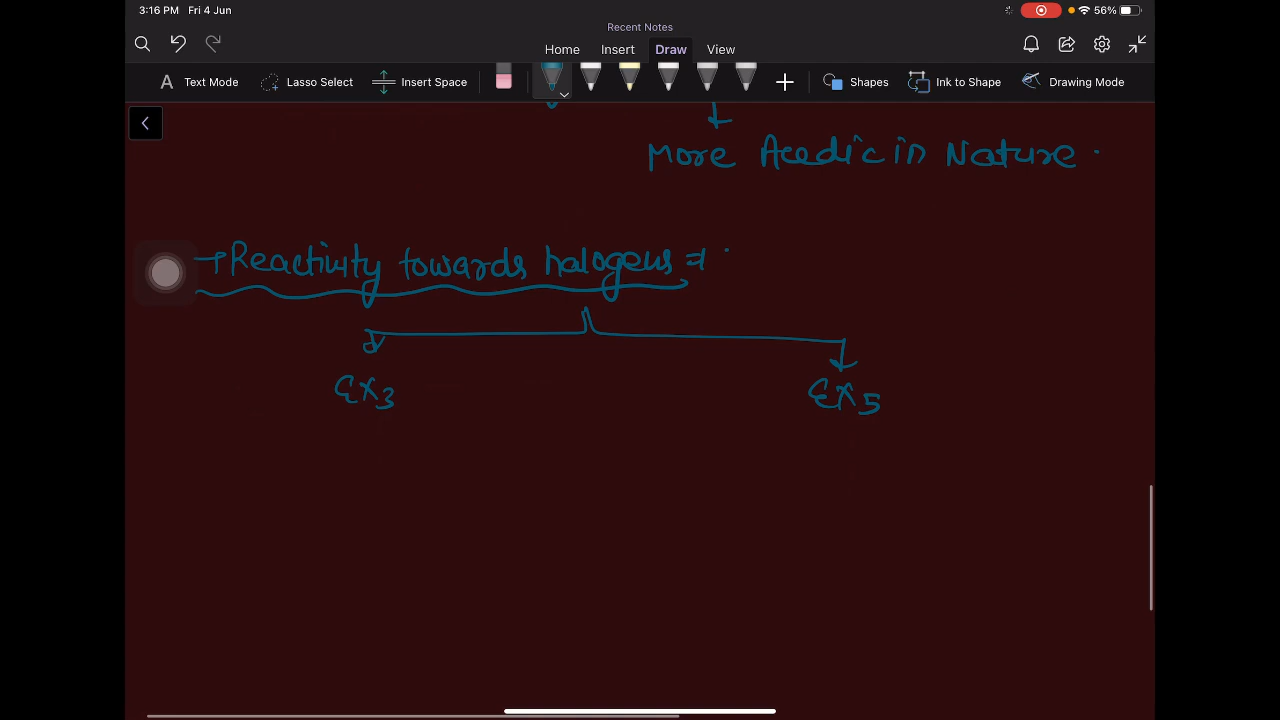 3:16 PM Fri 4 Jun 56%
Recent Notes
Home Insert Draw View
Text Mode Lasso Select Insert Space Shapes Ink to Shape Drawing Mode
More Acedic in Nature.
→ Reactivity towards halogens ⇒
EX3 EX5